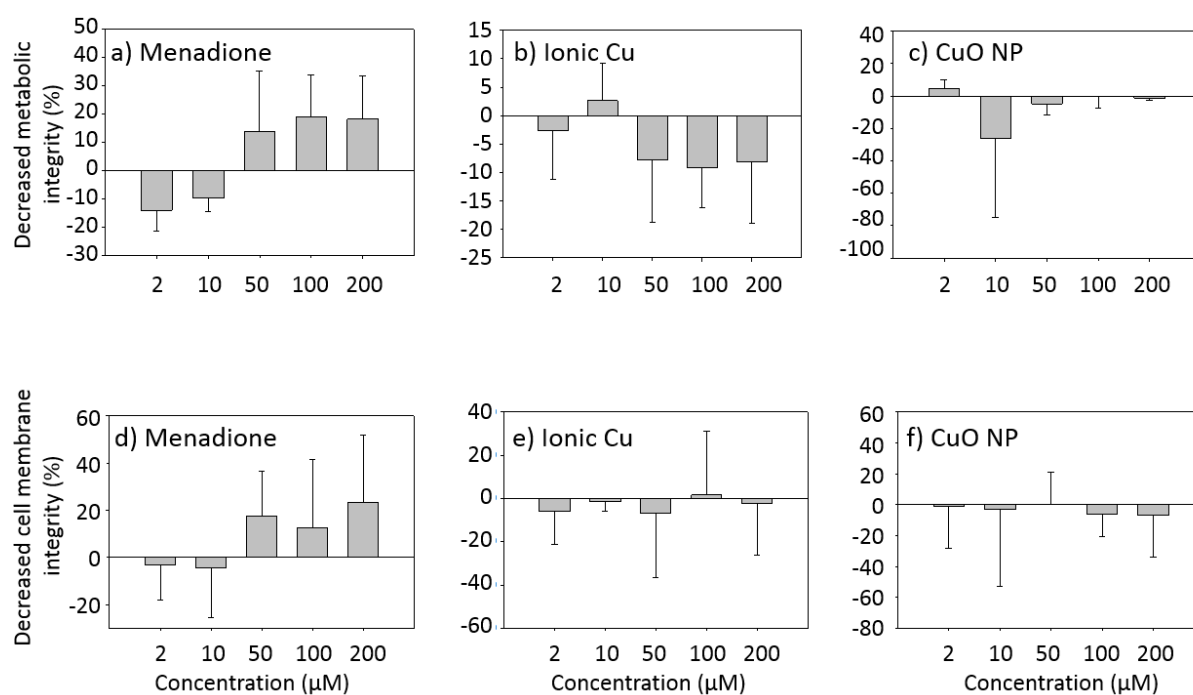 Decreased metabolic
integrity (%)
a) Menadione
50
40
30
20
10
0
-10
-20
-30
2 10 50 100 200
b) Ionic Cu
15
10
5
0
-5
-10
-15
-20
-25
2 10 50 100 200
c) CuO NP
40
20
0
-20
-40
-60
-80
-100
2 10 50 100 200
Decreased cell membrane
integrity (%)
d) Menadione
60
40
20
0
-20
2 10 50 100 200
Concentration (µM)
e) Ionic Cu
40
20
0
-20
-40
-60
2 10 50 100 200
Concentration (µM)
f) CuO NP
60
40
20
0
-20
-40
-60
-80
2 10 50 100 200
Concentration (µM)